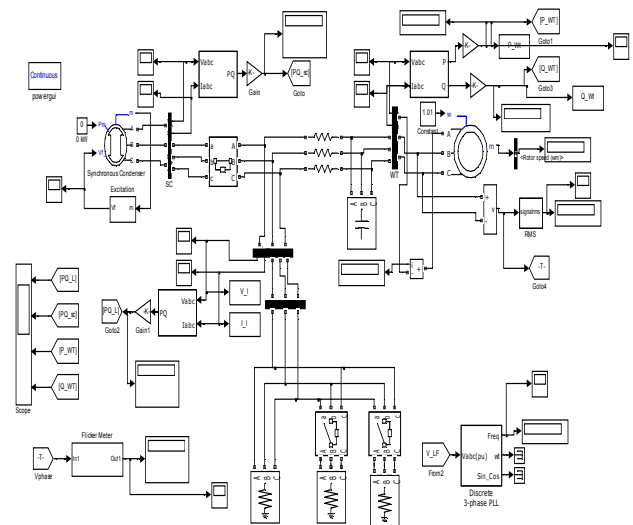 Continuous
powergui
0
0 kW
Pm
Vf
m
A
B
C
Synchronous Condenser
Excitation
Vf
m
SC
Vabc
Iabc
PQ
-K-
Gain
[PQ_sc]
Goto
a
b
c
A
B
C
A
B
C
WT
Vabc
Iabc
P
Q
-K-
-K-
[P_WT]
Goto1
P_Wt
[Q_WT]
Goto3
Q_Wt
1.01
Constant
w
A
B
C
m
<Rotor speed (wm)>
+
-
v
signalrms
RMS
-T-
Goto4
+
-
[PQ_L]
[PQ_sc]
[P_WT]
[Q_WT]
Scope
[PQ_L]
Goto2
-K-
Gain1
PQ
Vabc
Iabc
V_l
I_l
a
b
C
A
B
C
a
b
C
A
B
C
A
B
C
A
B
C
A
B
C
-T-
Vphase
Flicker Meter
In1
Out1
V_LF
From2
Vabc(pu)
Freq
wt
Sin_Cos
Discrete
3-phase PLL